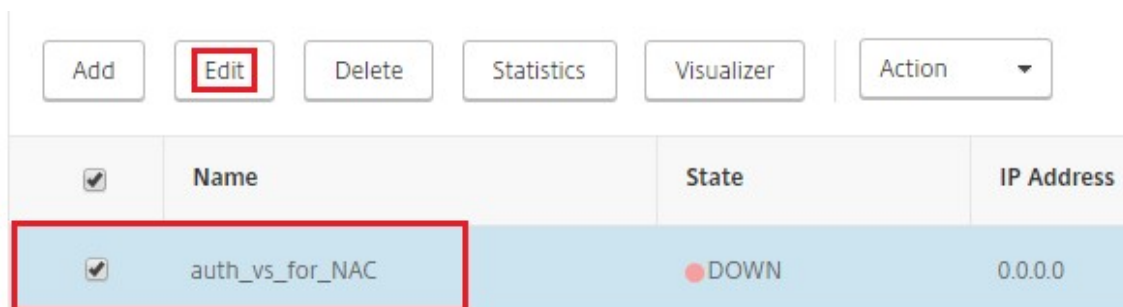 Add Edit Delete Statistics Visualizer Action
Name State IP Address
auth_vs_for_NAC DOWN 0.0.0.0